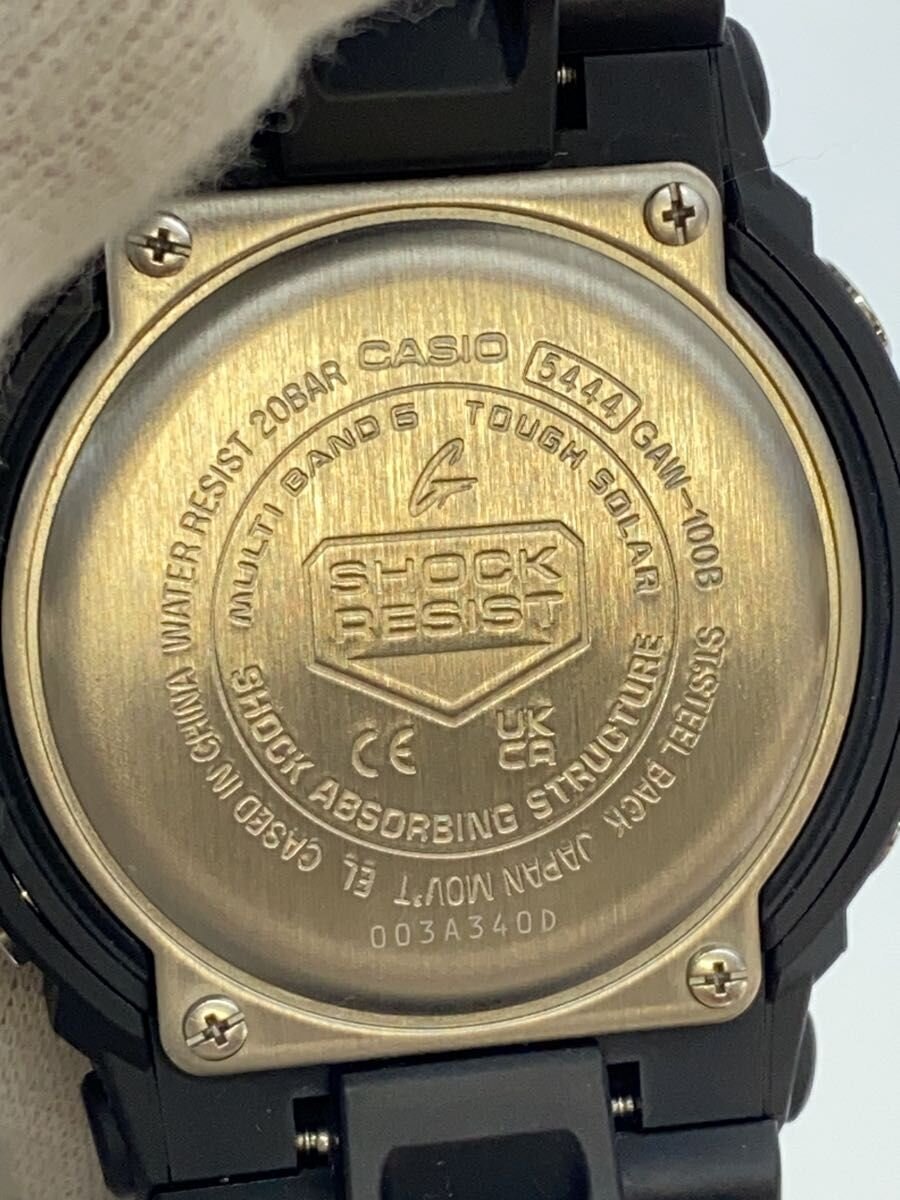 CASIO
5444 GAW-100B ST.STEEL BACK JAPAN MOV'T EL CASED IN CHINA WATER RESIST 20BAR
MULTI BAND 6 TOUGH SOLAR
G
SHOCK
RESIST
CE
UK
CA
SHOCK ABSORBING STRUCTURE
003A340D